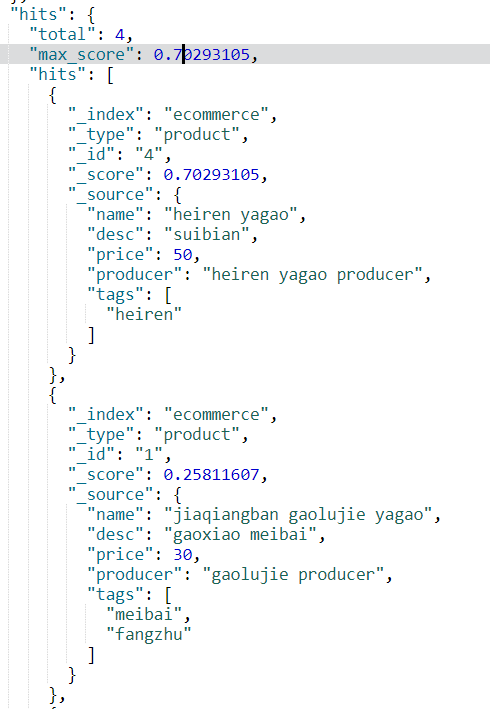 "hits": {
"total": 4,
"max_score": 0.70293105,
"hits": [
{
"_index": "ecommerce",
"_type": "product",
"_id": "4",
"_score": 0.70293105,
"_source": {
"name": "heiren yagao",
"desc": "suibian",
"price": 50,
"producer": "heiren yagao producer",
"tags": [
"heiren"
]
}
},
{
"_index": "ecommerce",
"_type": "product",
"_id": "1",
"_score": 0.25811607,
"_source": {
"name": "jiaqiangban gaolujie yagao",
"desc": "gaoxiao meibai",
"price": 30,
"producer": "gaolujie producer",
"tags": [
"meibai",
"fangzhu"
]
}
},